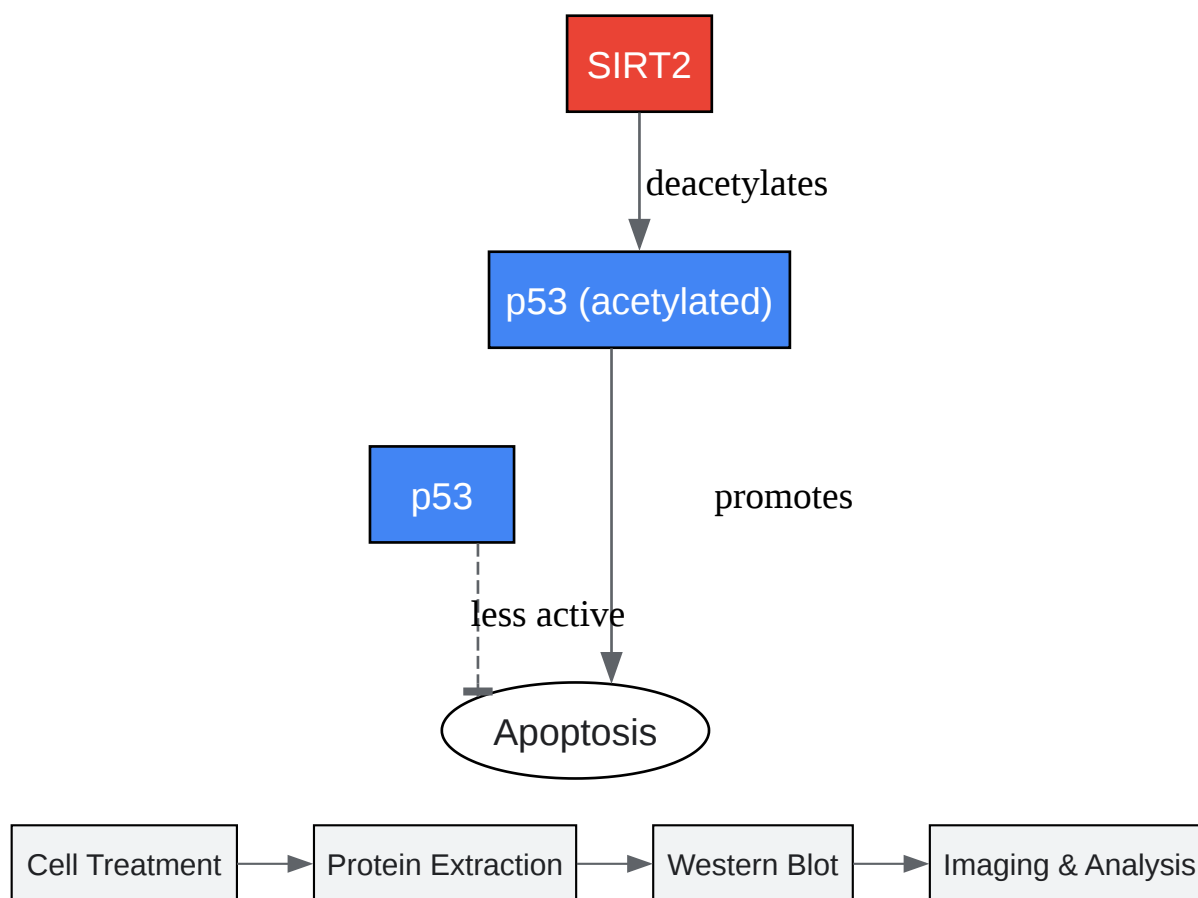 SIRT2
deacetylates
p53 (acetylated)
p53
promotes
less active
Apoptosis
Cell Treatment
Protein Extraction
Western Blot
Imaging & Analysis